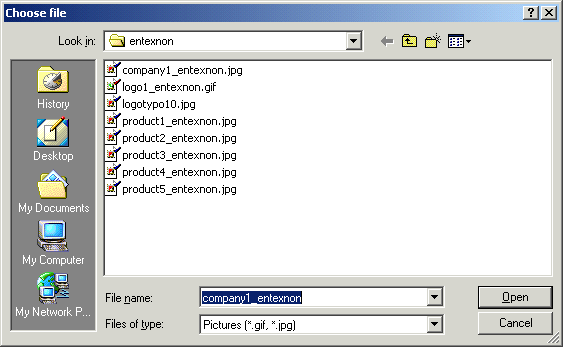 Choose file
Look in: entexnon
History
Desktop
My Documents
My Computer
My Network P...
company1_entexnon.jpg
logo1_entexnon.gif
logotypo10.jpg
product1_entexnon.jpg
product2_entexnon.jpg
product3_entexnon.jpg
product4_entexnon.jpg
product5_entexnon.jpg
File name: company1_entexnon Open
Files of type: Pictures (*.gif, *.jpg) Cancel